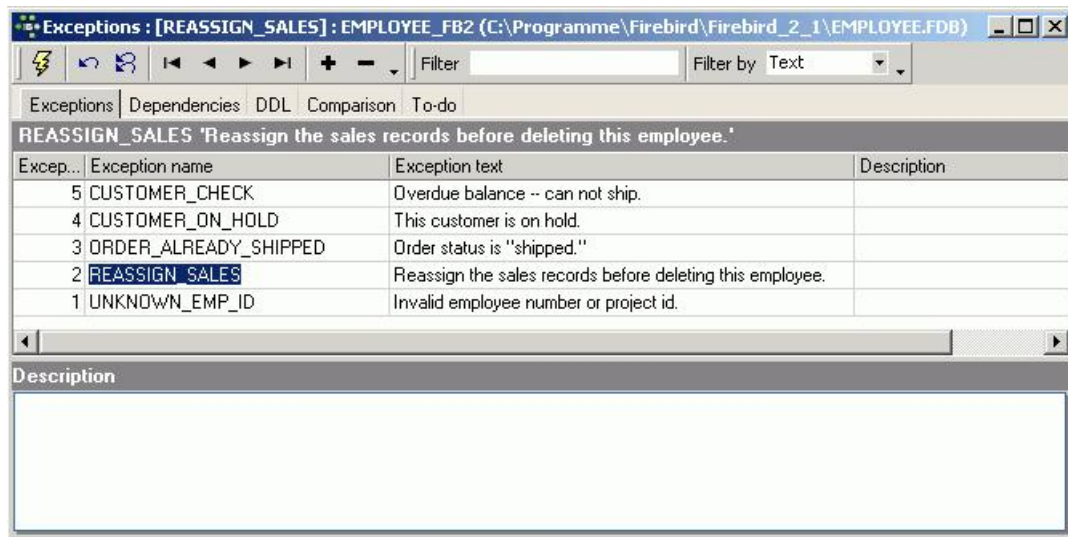 Exceptions : [REASSIGN_SALES] : EMPLOYEE_FB2 (C:\Programme\Firebird\Firebird_2_1\EMPLOYEE.FDB)
Filter Filter by Text
Exceptions Dependencies DDL Comparison To-do
REASSIGN_SALES 'Reassign the sales records before deleting this employee.'
Excep... Exception name Exception text Description
5 CUSTOMER_CHECK Overdue balance -- can not ship.
4 CUSTOMER_ON_HOLD This customer is on hold.
3 ORDER_ALREADY_SHIPPED Order status is "shipped."
2 REASSIGN_SALES Reassign the sales records before deleting this employee.
1 UNKNOWN_EMP_ID Invalid employee number or project id.
Description